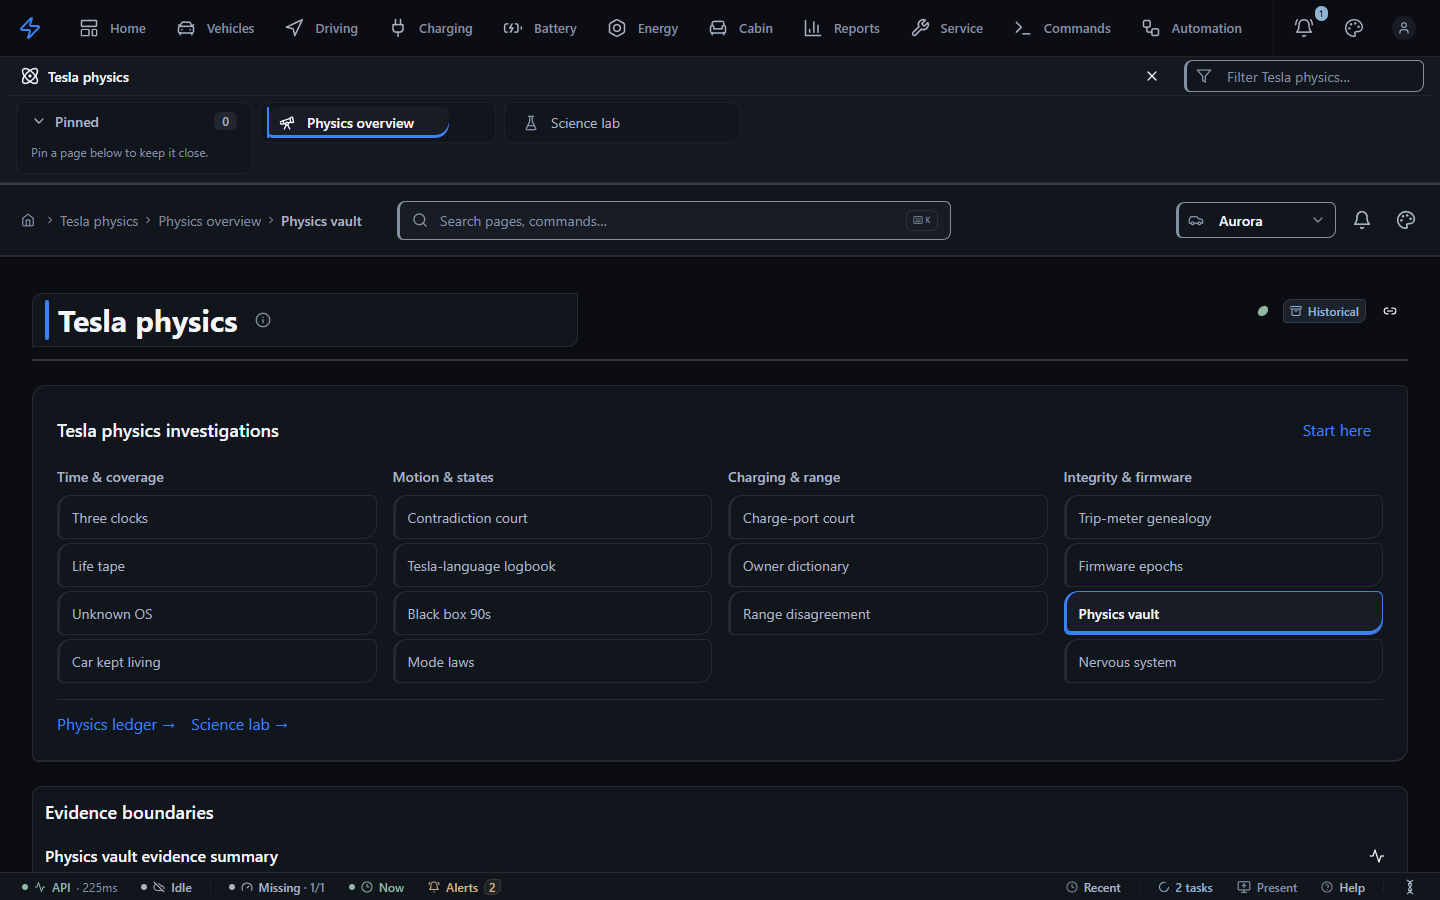 Home Vehicles Driving Charging Battery Energy Cabin Reports Service Commands Automation 1
Tesla physics Filter Tesla physics...
Pinned 0 Physics overview Science lab
Pin a page below to keep it close.
Tesla physics Physics overview Physics vault Search pages, commands... K Aurora
Tesla physics Historical
Tesla physics investigations Start here
Time & coverage Motion & states Charging & range Integrity & firmware
Three clocks Contradiction court Charge-port court Trip-meter genealogy
Life tape Tesla-language logbook Owner dictionary Firmware epochs
Unknown OS Black box 90s Range disagreement Physics vault
Car kept living Mode laws Nervous system
Physics ledger → Science lab →
Evidence boundaries
Physics vault evidence summary
API · 225ms Idle Missing · 1/1 Now Alerts 2 Recent 2 tasks Present Help